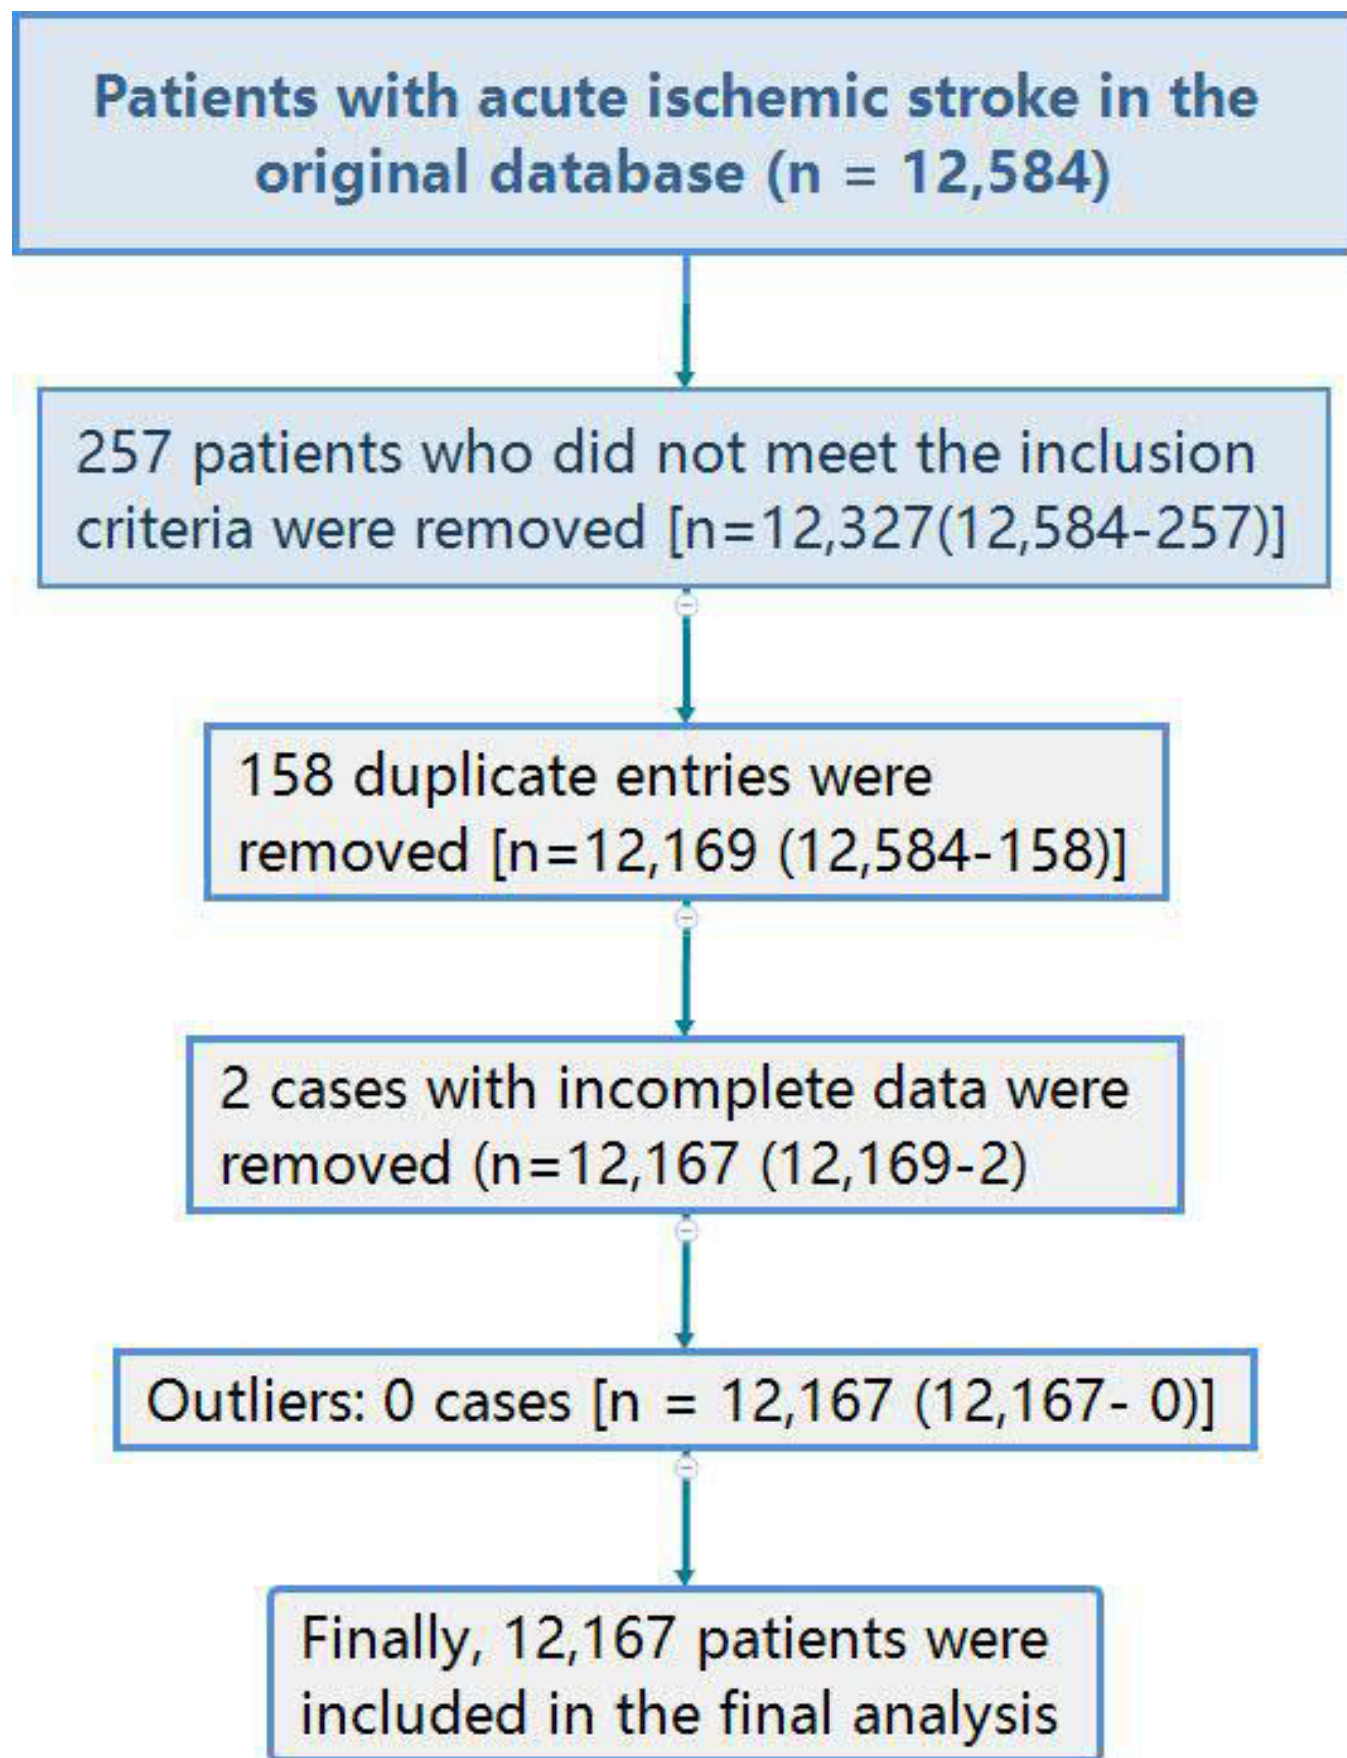 Patients with acute ischemic stroke in the
original database (n = 12,584)
257 patients who did not meet the inclusion
criteria were removed [n=12,327(12,584-257)]
158 duplicate entries were
removed [n=12,169 (12,584-158)]
2 cases with incomplete data were
removed (n=12,167 (12,169-2)
Outliers: 0 cases [n = 12,167 (12,167- 0)]
Finally, 12,167 patients were
included in the final analysis